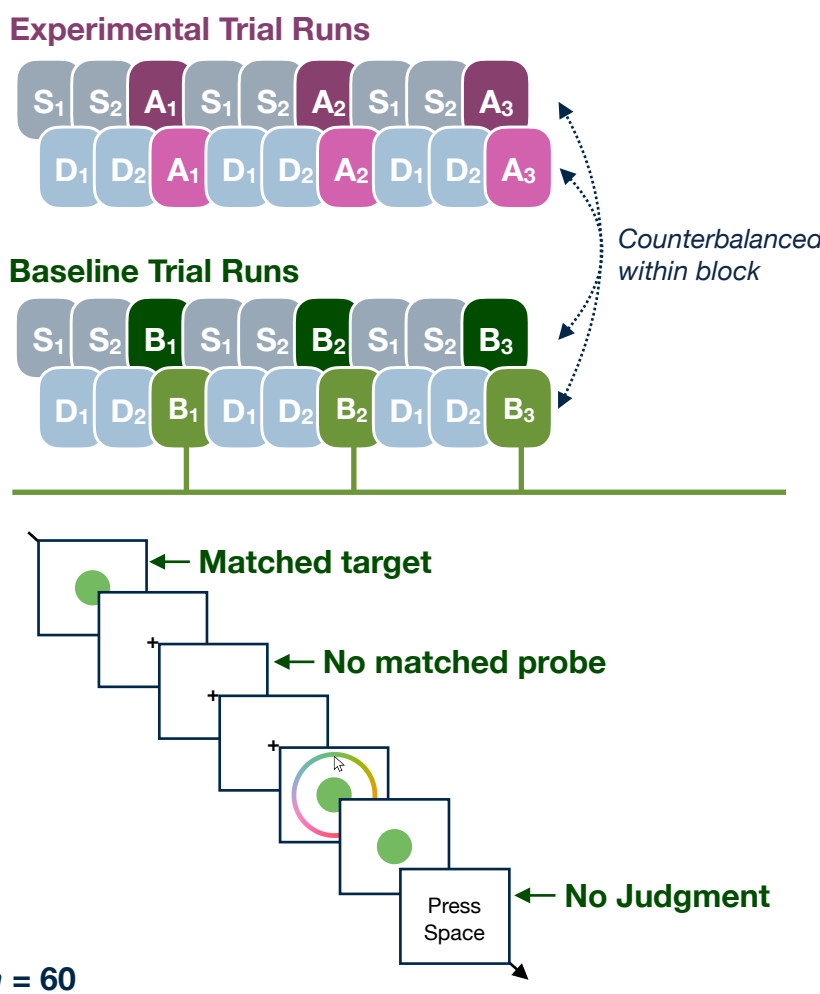 Experimental Trial Runs
S₁ S₂ A₁ S₁ S₂ A₂ S₁ S₂ A₃
D₁ D₂ A₁ D₁ D₂ A₂ D₁ D₂ A₃
Counterbalanced
within block
Baseline Trial Runs
S₁ S₂ B₁ S₁ S₂ B₂ S₁ S₂ B₃
D₁ D₂ B₁ D₁ D₂ B₂ D₁ D₂ B₃
Matched target
+
No matched probe
+
+
Press
Space
No Judgment
= 60